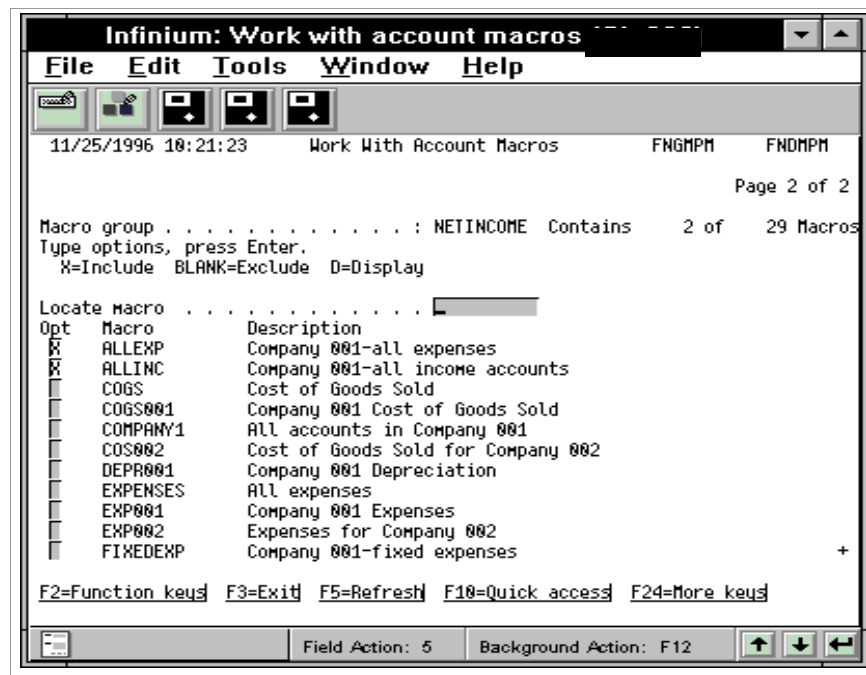 Infinium: Work with account macros
File Edit Tools Window Help
11/25/1996 10:21:23 Work With Account Macros FNGMPM FNDMPM
Page 2 of 2
Macro group . . . . . . . . . . . . . : NETINCOME Contains 2 of 29 Macros
Type options, press Enter.
X=Include BLANK=Exclude D=Display
Locate macro . . . . . . . . . . . .
Opt Macro Description
X ALLEXP Company 001-all expenses
X ALLINC Company 001-all income accounts
COGS Cost of Goods Sold
COGS001 Company 001 Cost of Goods Sold
COMPANY1 All accounts in Company 001
COS002 Cost of Goods Sold for Company 002
DEPR001 Company 001 Depreciation
EXPENSES All expenses
EXP001 Company 001 Expenses
EXP002 Expenses for Company 002
FIXEDEXP Company 001-fixed expenses +
F2=Function keys F3=Exit F5=Refresh F10=Quick access F24=More keys
Field Action: 5 Background Action: F12